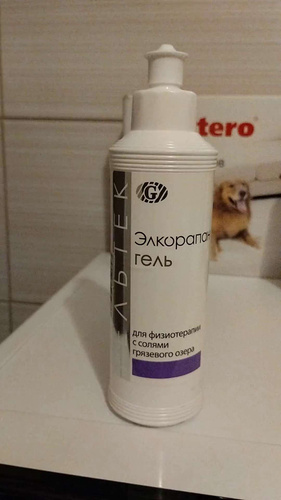 tero®
G
АЛЬТЕК
Элкорапан
гель
для физиотерапии
с солями
грязевого озера